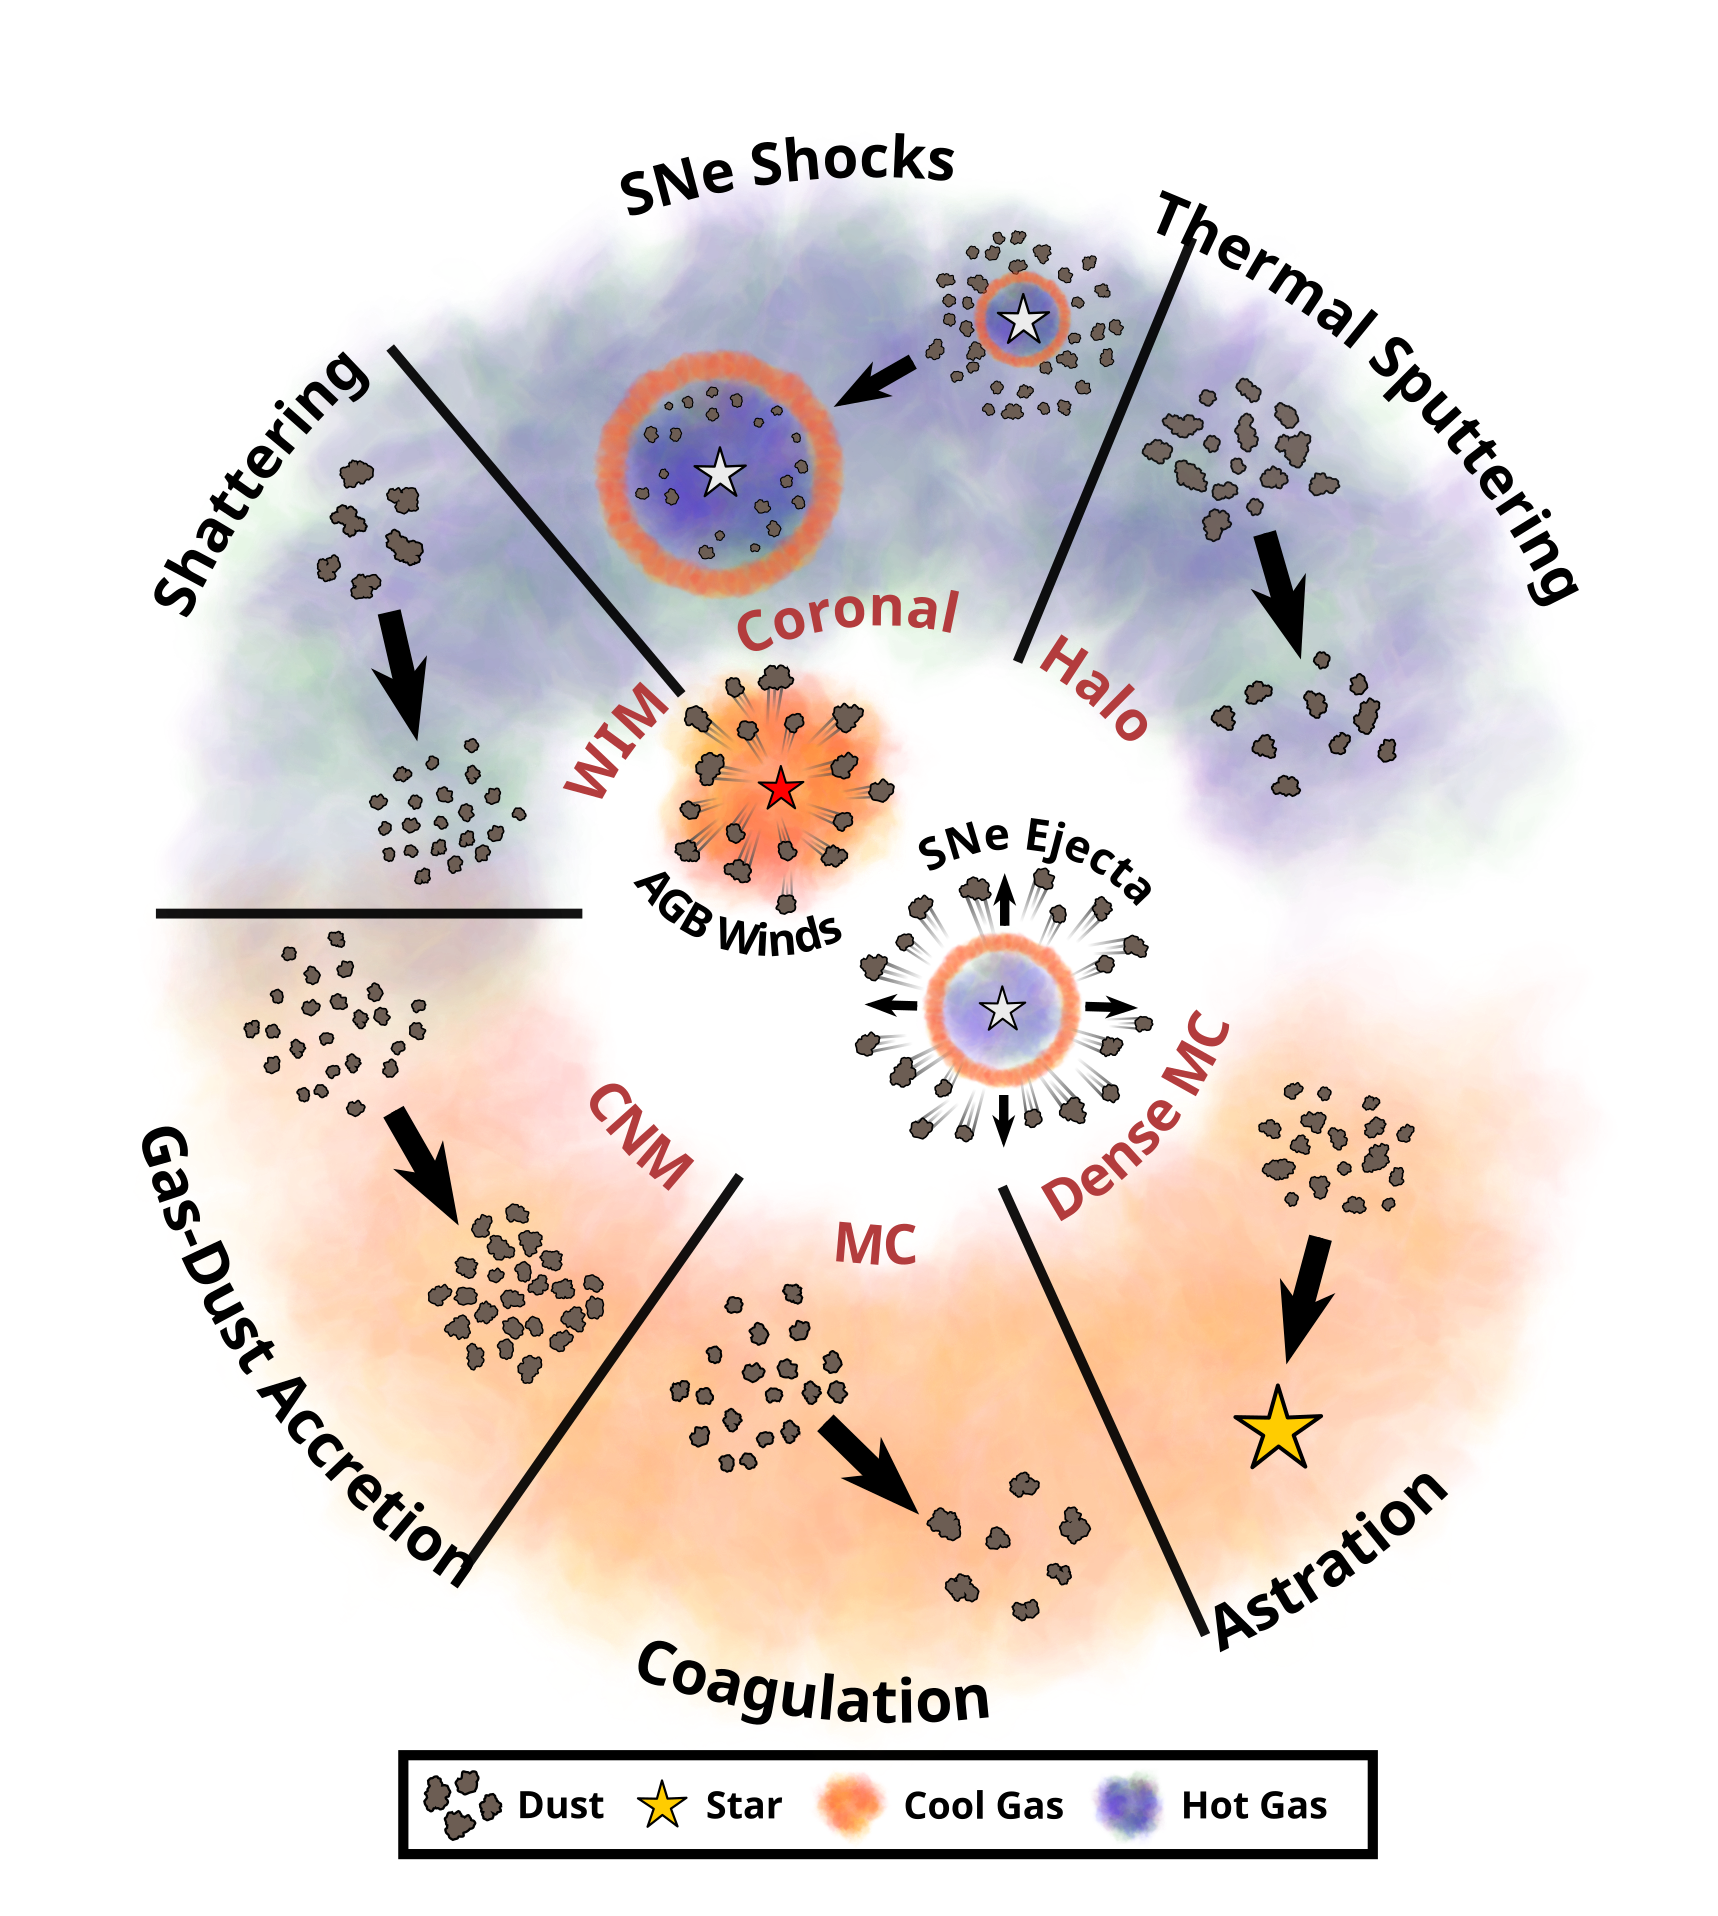 SNe Shocks
Thermal Sputtering
Shattering
Coronal
Halo
WIM
SNe Ejecta
AGB Winds
CNM
Dense MC
MC
Gas-Dust Accretion
Astration
Coagulation
Dust Star Cool Gas Hot Gas